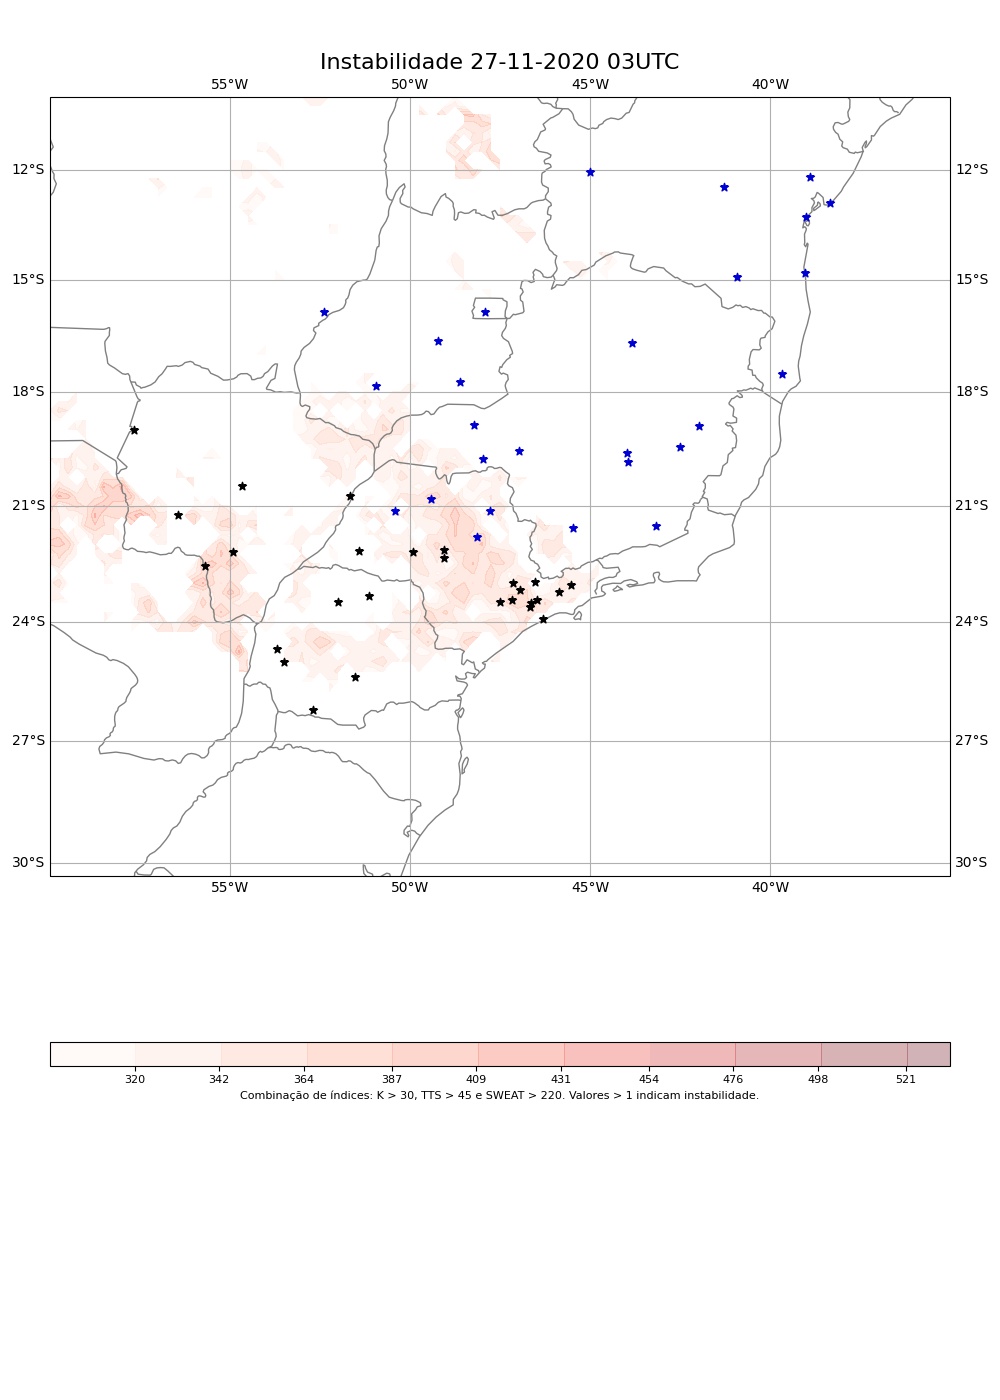 Instabilidade 27-11-2020 03UTC
55°W 50°W 45°W 40°W
12°S 12°S
15°S 15°S
18°S 18°S
21°S 21°S
24°S 24°S
27°S 27°S
30°S 30°S
55°W 50°W 45°W 40°W
320 342 364 387 409 431 454 476 498 521
Combinação de índices: K > 30, TTS > 45 e SWEAT > 220. Valores > 1 indicam instabilidade.